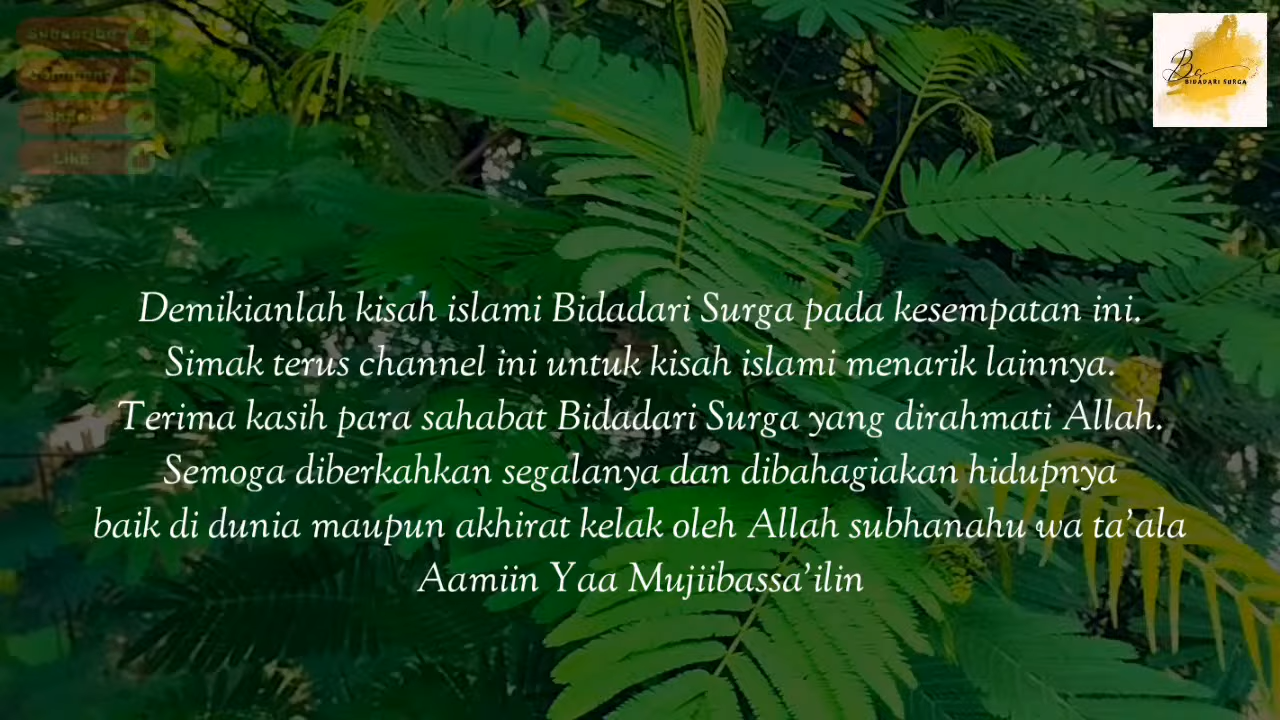 Subscribe
Share
Like
Bs
BIDADARI SURGA
Demikianlah kisah islami Bidadari Surga pada kesempatan ini.
Simak terus channel ini untuk kisah islami menarik lainnya.
Terima kasih para sahabat Bidadari Surga yang dirahmati Allah.
Semoga diberkahkan segalanya dan dibahagiakan hidupnya
baik di dunia maupun akhirat kelak oleh Allah subhanahu wa ta'ala
Aamiin Yaa Mujiibassa'ilin